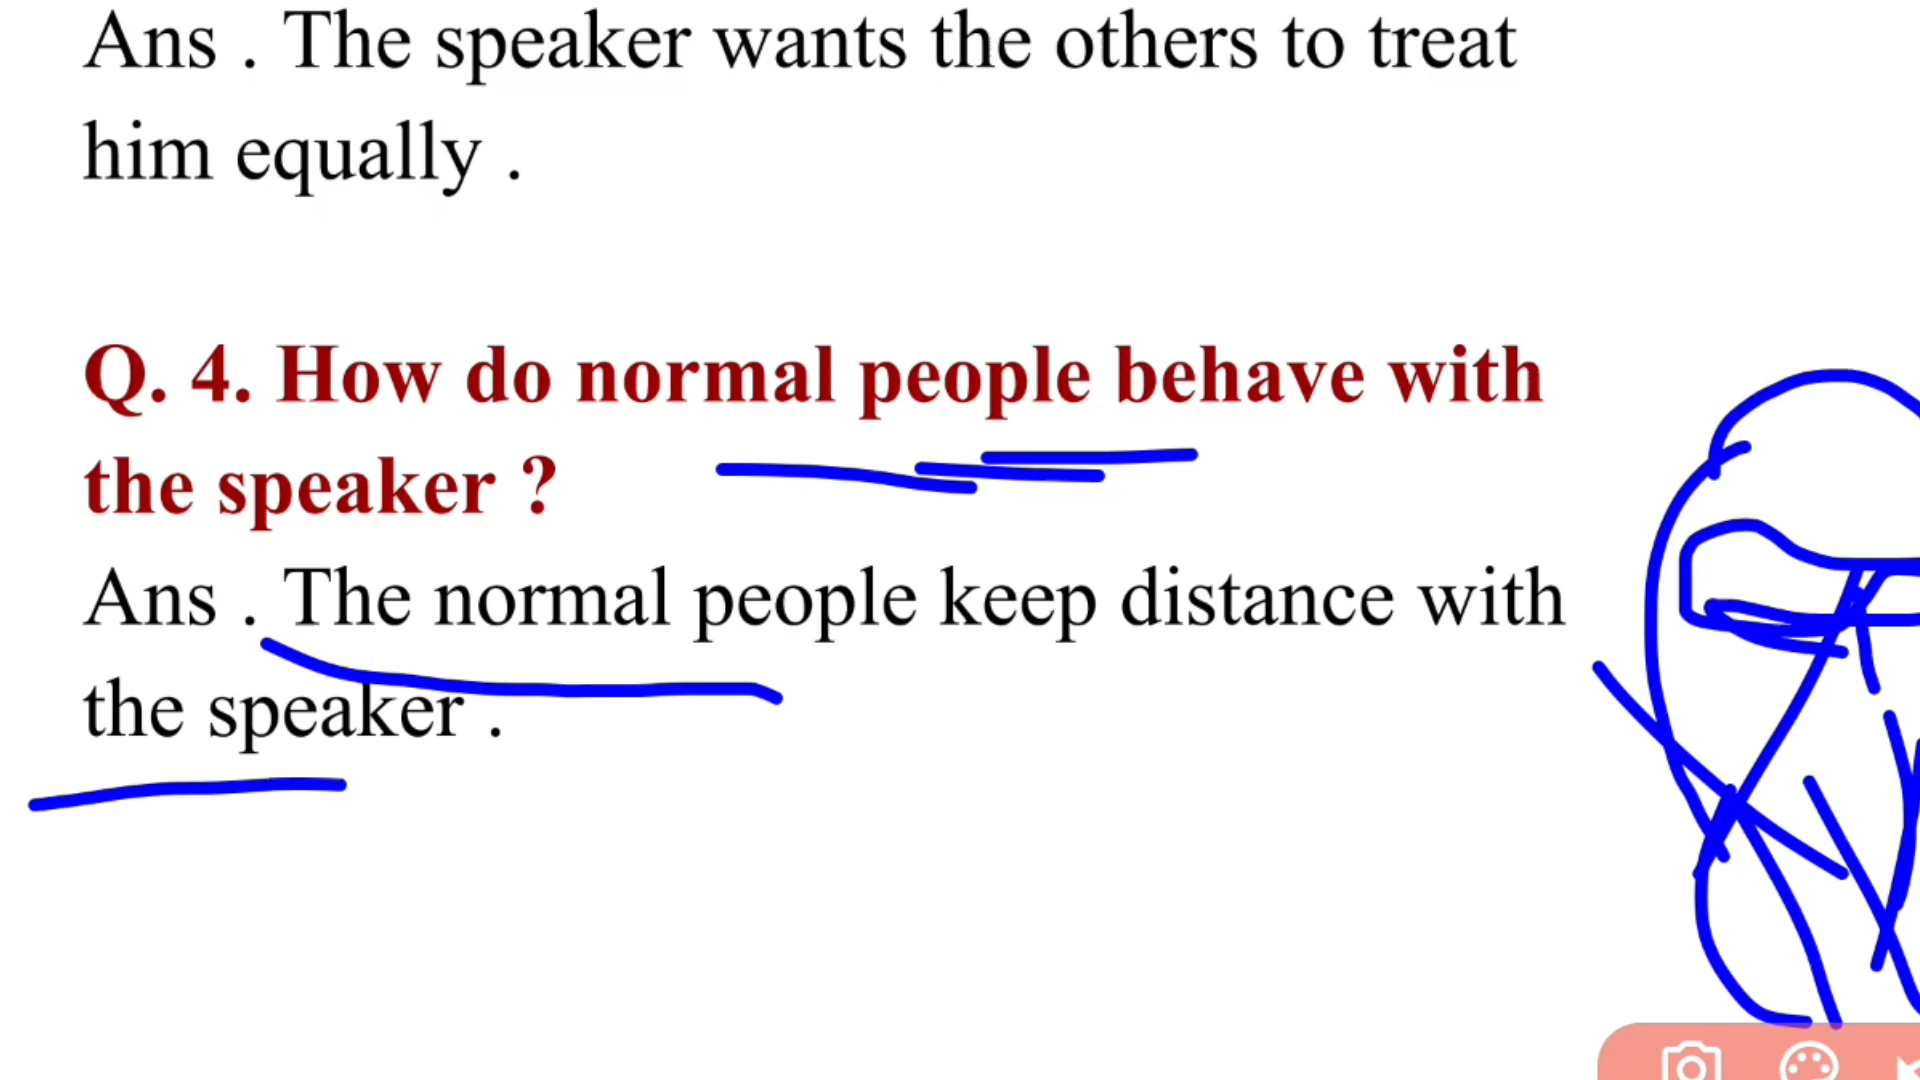 Ans . The speaker wants the others to treat
him equally .
Q. 4. How do normal people behave with
the speaker ?
Ans . The normal people keep distance with
the speaker .